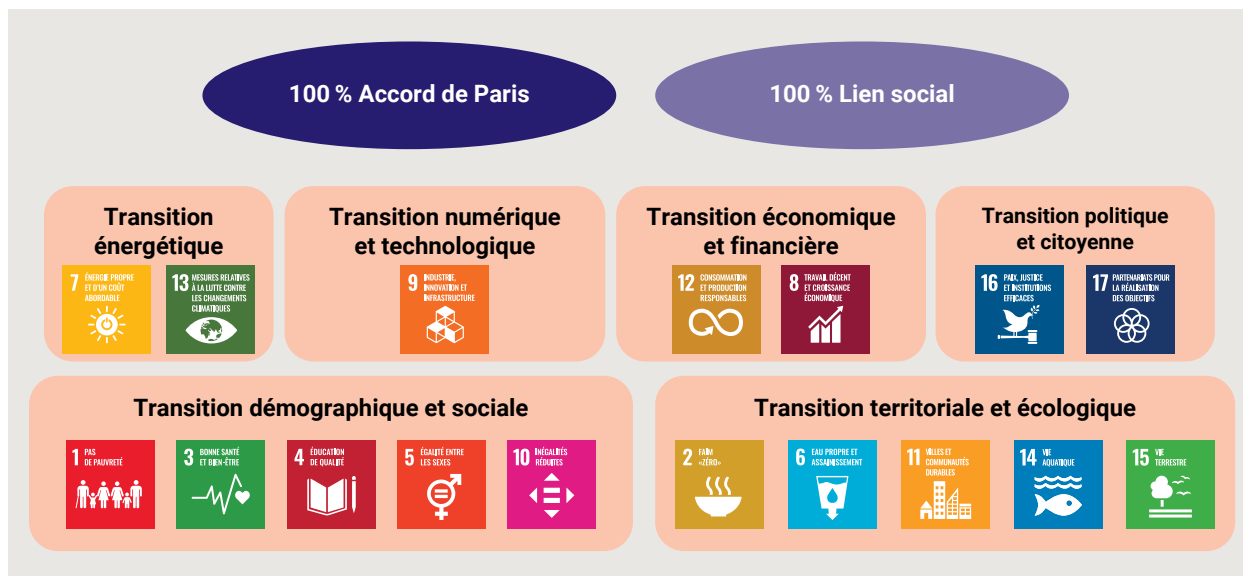 100 % Accord de Paris
100 % Lien social
Transition
énergétique
7 ÉNERGIE PROPRE
ET D'UN COÛT
ABORDABLE
13 MESURES RELATIVES
À LA LUTTE CONTRE
LES CHANGEMENTS
CLIMATIQUES
Transition numérique
et technologique
9 INDUSTRIE,
INNOVATION ET
INFRASTRUCTURE
Transition économique
et financière
12 CONSOMMATION
ET PRODUCTION
RESPONSABLES
8 TRAVAIL DÉCENT
ET CROISSANCE
ÉCONOMIQUE
Transition politique
et citoyenne
16 PAIX, JUSTICE
ET INSTITUTIONS
EFFICACES
17 PARTENARIATS POUR
LA RÉALISATION
DES OBJECTIFS
Transition démographique et sociale
1 PAS
DE PAUVRETÉ
3 BONNE SANTÉ
ET BIEN-ÊTRE
4 ÉDUCATION
DE QUALITÉ
5 ÉGALITÉ ENTRE
LES SEXES
10 INÉGALITÉS
RÉDUITES
Transition territoriale et écologique
2 FAIM
«ZÉRO»
6 EAU PROPRE ET
ASSAINISSEMENT
11 VILLES ET
COMMUNAUTÉS
DURABLES
14 VIE
AQUATIQUE
15 VIE
TERRESTRE